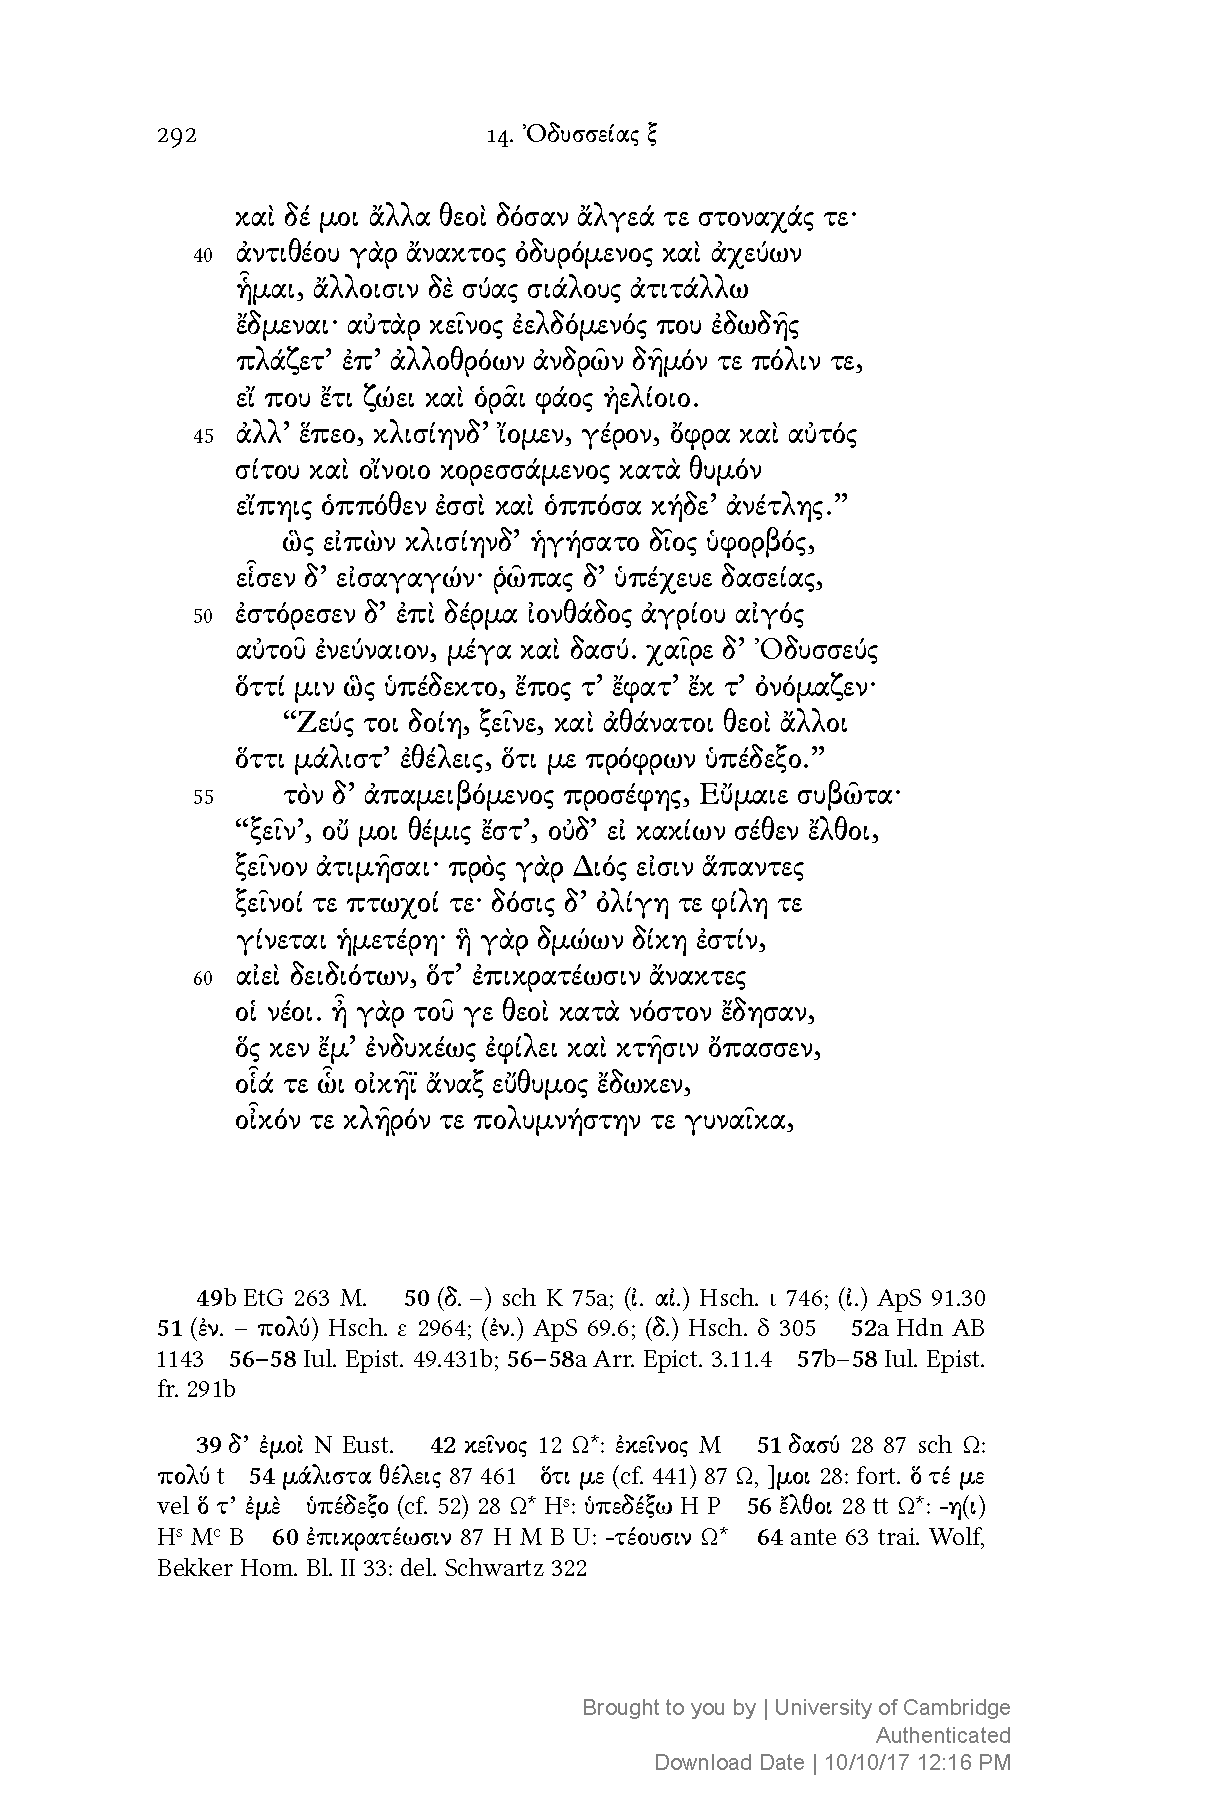 292 14. Ὀδυσσείας ξ
καὶ δέ μοι ἄλλα θεοὶ δόσαν ἄλγεά τε στοναχάς τε·
40 ἀντιθέου γὰρ ἄνακτος ὀδυρόμενος καὶ ἀχεύων
ἧμαι, ἄλλοισιν δὲ σύας σιάλους ἀτιτάλλω
ἔδμεναι· αὐτὰρ κεῖνος ἐελδόμενός που ἐδωδῆς
πλάζετ’ ἐπ’ ἀλλοθρόων ἀνδρῶν δῆμόν τε πόλιν τε,
εἴ που ἔτι ζώει καὶ ὁρᾶι φάος ἠελίοιο.
45 ἀλλ’ ἕπεο, κλισίηνδ’ ἴομεν, γέρον, ὄφρα καὶ αὐτός
σίτου καὶ οἴνοιο κορεσσάμενος κατὰ θυμόν
εἴπηις ὁππόθεν ἐσσὶ καὶ ὁππόσα κήδε’ ἀνέτλης.”
ὣς εἰπὼν κλισίηνδ’ ἡγήσατο δῖος ὑφορβός,
εἷσεν δ’ εἰσαγαγών· ῥῶπας δ’ ὑπέχευε δασείας,
50 ἐστόρεσεν δ’ ἐπὶ δέρμα ἰονθάδος ἀγρίου αἰγός
αὐτοῦ ἐνεύναιον, μέγα καὶ δασύ. χαῖρε δ’ Ὀδυσσεύς
ὅττί μιν ὣς ὑπέδεκτο, ἔπος τ’ ἔφατ’ ἔκ τ’ ὀνόμαζεν·
“Ζεύς τοι δοίη, ξεῖνε, καὶ ἀθάνατοι θεοὶ ἄλλοι
ὅττι μάλιστ’ ἐθέλεις, ὅτι με πρόφρων ὑπέδεξο.”
55 τὸν δ’ ἀπαμειβόμενος προσέφης, Εὔμαιε συβῶτα·
“ξεῖν’, οὔ μοι θέμις ἔστ’, οὐδ’ εἰ κακίων σέθεν ἔλθοι,
ξεῖνον ἀτιμῆσαι· πρὸς γὰρ Διός εἰσιν ἅπαντες
ξεῖνοί τε πτωχοί τε· δόσις δ’ ὀλίγη τε φίλη τε
γίνεται ἡμετέρη· ἣ γὰρ δμώων δίκη ἐστίν,
60 αἰεὶ δειδιότων, ὅτ’ ἐπικρατέωσιν ἄνακτες
οἱ νέοι. ἦ γὰρ τοῦ γε θεοὶ κατὰ νόστον ἔδησαν,
ὅς κεν ἔμ’ ἐνδυκέως ἐφίλει καὶ κτῆσιν ὄπασσεν,
οἷά τε ὧι οἰκῆϊ ἄναξ εὔθυμος ἔδωκεν,
οἶκόν τε κλῆρόν τε πολυμνήστην τε γυναῖκα,
49b EtG 263 M. 50 (δ. –) sch K 75a; (ἰ. αἰ.) Hsch. ι 746; (ἰ.) ApS 91.30
51 (ἐν. – πολύ) Hsch. ε 2964; (ἐν.) ApS 69.6; (δ.) Hsch. δ 305 52a Hdn AB
1143 56–58 Iul. Epist. 49.431b; 56–58a Arr. Epict. 3.11.4 57b–58 Iul. Epist.
fr. 291b
39 δ’ ἐμοὶ N Eust. 42 κεῖνος 12 Ω*: ἐκεῖνος M 51 δασύ 28 87 sch Ω:
πολύ t 54 μάλιστα θέλεις 87 461 ὅτι με (cf. 441) 87 Ω, ]μοι 28: fort. ὅ τέ με
vel ὅ τ’ ἐμὲ ὑπέδεξο (cf. 52) 28 Ω* Hˢ: ὑπεδέξω H P 56 ἔλθοι 28 tt Ω*: -η(ι)
Hˢ Mᶜ B 60 ἐπικρατέωσιν 87 H M B U: -τέουσιν Ω* 64 ante 63 trai. Wolf,
Bekker Hom. Bl. II 33: del. Schwartz 322
Brought to you by | University of Cambridge
Authenticated
Download Date | 10/10/17 12:16 PM